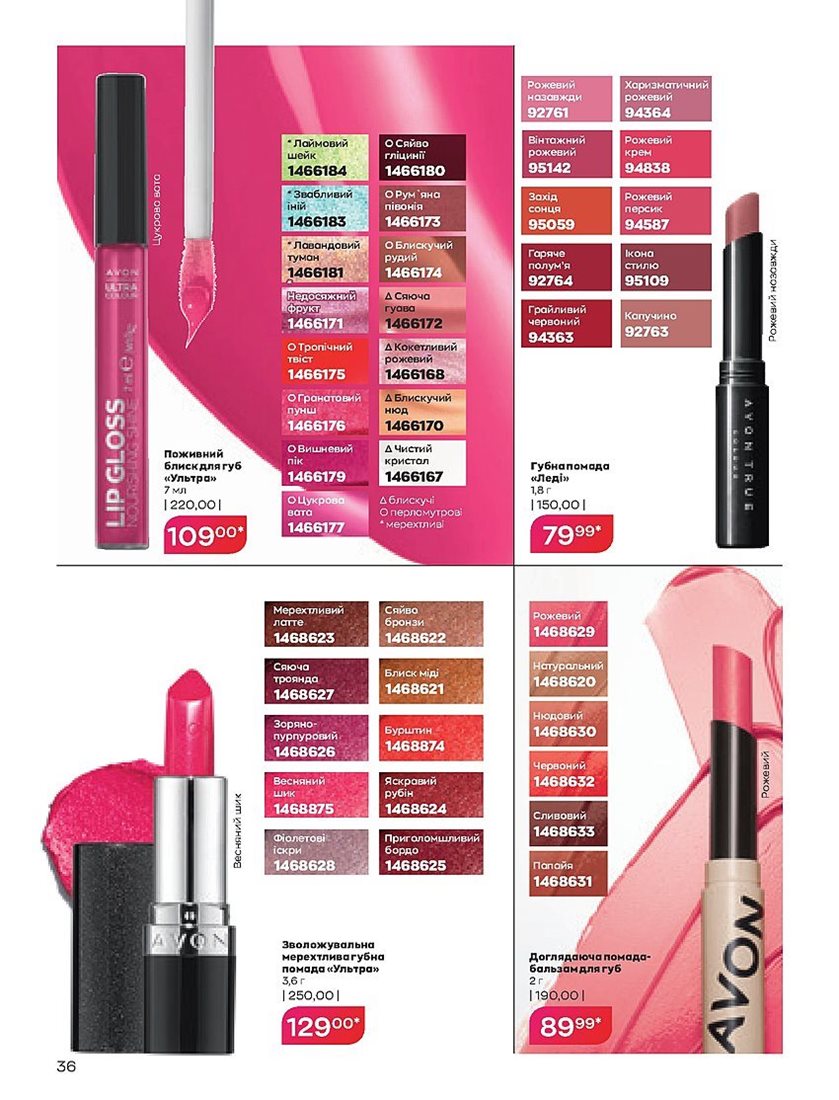 Цукрова вата
AVON
ULTRA
COLOUR
LIP GLOSS
NOURISHING SHINE
* Лаймовий
шейк
1466184
* Звабливий
іній
1466183
* Лавандовий
туман
1466181
Недосяжний
фрукт
1466171
О Тропічний
твіст
1466175
О Гранатовий
пунш
1466176
О Вишневий
пік
1466179
О Цукрова
вата
1466177
О Сяйво
гліцинії
1466180
О Рум`яна
півонія
1466173
О Блискучий
рудий
1466174
Δ Сяюча
гуава
1466172
Δ Кокетливий
рожевий
1466168
Δ Блискучий
нюд
1466170
Δ Чистий
кристал
1466167
Δ блискучі
О перломутрові
* мерехтливі
Поживний
блиск для губ
«Ультра»
7 мл
| 220,00 |
10900*
Рожевий
назавжди
92761
Харизматичний
рожевий
94364
Вінтажний
рожевий
95142
Рожевий
крем
94838
Захід
сонця
95059
Рожевий
персик
94587
Гаряче
полум'я
92764
Ікона
стилю
95109
Грайливий
червоний
94363
Капучино
92763
Рожевий назовжди
AVON TRUE
COLOUR
Губна помада
«Леді»
1,8 г
| 150,00 |
7999*
Мерехтливий
латте
1468623
Сяйво
бронзи
1468622
Сяюча
троянда
1468627
Блиск міді
1468621
Зоряно-
пурпуровий
1468626
Бурштин
1468874
Весняний
шик
1468875
Яскравий
рубін
1468624
Фіолетові
іскри
1468628
Приголомшливий
бордо
1468625
Весняний шик
AVON
Зволожувальна
мерехтлива губна
помада «Ультра»
3,6 г
| 250,00 |
12900*
Рожевий
1468629
Натуральний
1468620
Нюдовий
1468630
Червоний
1468632
Сливовий
1468633
Папайя
1468631
Рожевий
AVON
Доглядаюча помада-
бальзам для губ
2 г
| 190,00 |
8999*
36